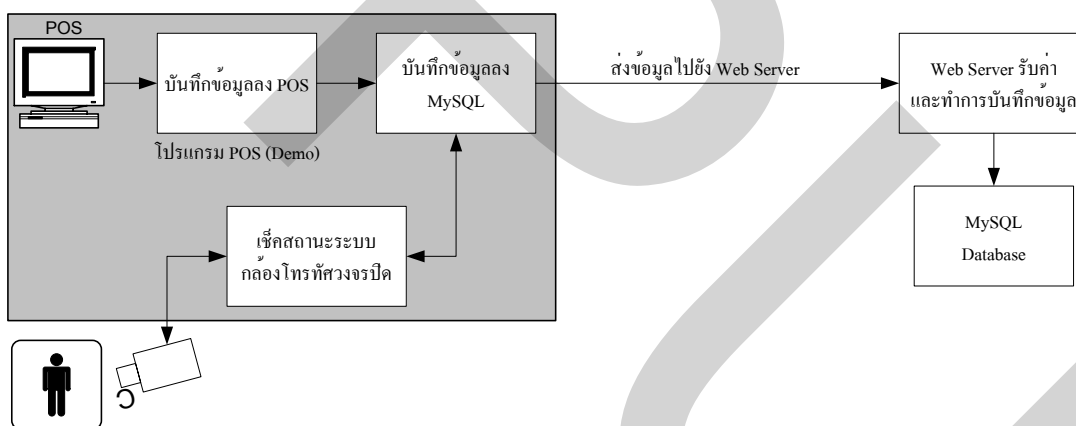 POS
บันทึกข้อมูลลง POS
บันทึกข้อมูลลง
MySQL
ส่งข้อมูลไปยัง Web Server
Web Server รับค่า
และทำการบันทึกข้อมูล
โปรแกรม POS (Demo)
เช็คสถานะระบบ
กล้องโทรทัศวงจรปิด
MySQL
Database